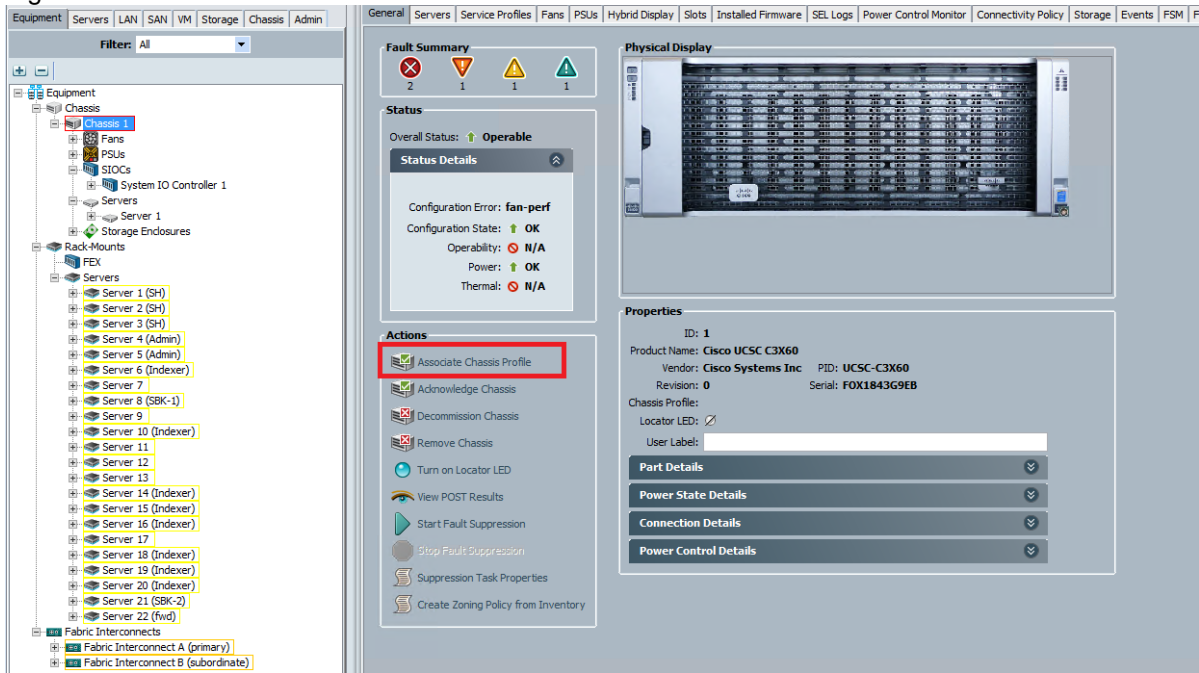 Equipment Servers LAN SAN VM Storage Chassis Admin
Filter: All
Equipment
Chassis
Chassis 1
Fans
PSUs
SIOCs
System IO Controller 1
Servers
Server 1
Storage Enclosures
Rack-Mounts
FEX
Servers
Server 1 (SH)
Server 2 (SH)
Server 3 (SH)
Server 4 (Admin)
Server 5 (Admin)
Server 6 (Indexer)
Server 7
Server 8 (SBK-1)
Server 9
Server 10 (Indexer)
Server 11
Server 12
Server 13
Server 14 (Indexer)
Server 15 (Indexer)
Server 16 (Indexer)
Server 17
Server 18 (Indexer)
Server 19 (Indexer)
Server 20 (Indexer)
Server 21 (SBK-2)
Server 22 (fwd)
Fabric Interconnects
Fabric Interconnect A (primary)
Fabric Interconnect B (subordinate)
General Servers Service Profiles Fans PSUs Hybrid Display Slots Installed Firmware SEL Logs Power Control Monitor Connectivity Policy Storage Events FSM
Fault Summary
2 1 1 1
Status
Overall Status: Operable
Status Details
Configuration Error: fan-perf
Configuration State: OK
Operability: N/A
Power: OK
Thermal: N/A
Actions
Associate Chassis Profile
Acknowledge Chassis
Decommission Chassis
Remove Chassis
Turn on Locator LED
View POST Results
Start Fault Suppression
Stop Fault Suppression
Suppression Task Properties
Create Zoning Policy from Inventory
Physical Display
Properties
ID: 1
Product Name: Cisco UCSC C3X60
Vendor: Cisco Systems Inc PID: UCSC-C3X60
Revision: 0 Serial: FOX1843G9EB
Chassis Profile:
Locator LED:
User Label:
Part Details
Power State Details
Connection Details
Power Control Details